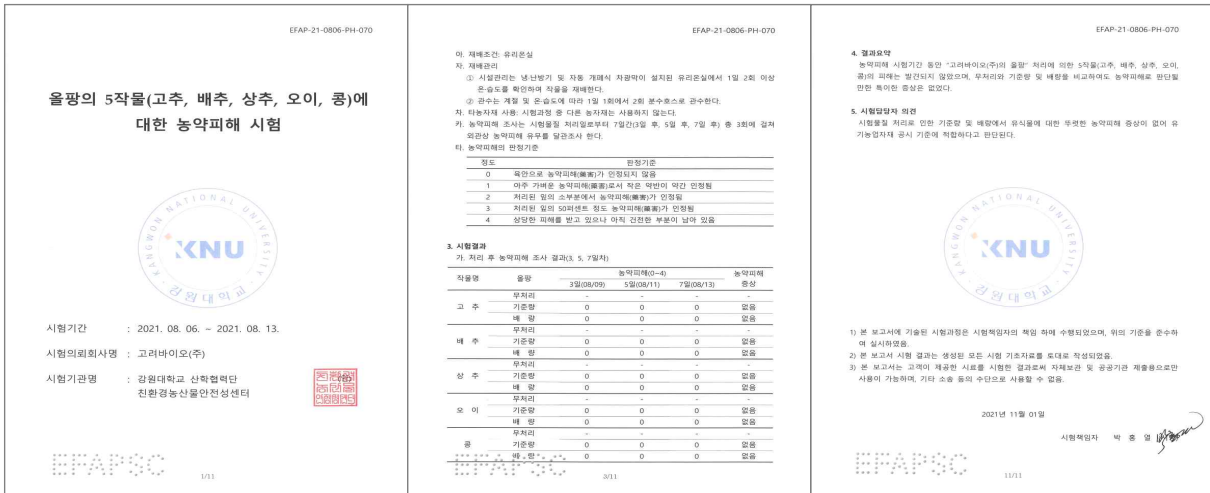 EFAP-21-0806-PH-070
올팡의 5작물(고추, 배추, 상추, 오이, 콩)에
대한 농약피해 시험
KANGWON NATIONAL UNIVERSITY
KNU
강원대학교
시험기간 : 2021. 08. 06. ~ 2021. 08. 13.
시험의뢰회사명 : 고려바이오(주)
시험기관명 : 강원대학교 산학협력단
친환경농산물안전성센터
EFAPSC
1/11
EFAP-21-0806-PH-070
아. 재배조건: 유리온실
자. 재배관리
① 시설관리는 냉·난방기 및 자동 개폐식 차광막이 설치된 유리온실에서 1일 2회 이상
온·습도를 확인하며 작물을 재배한다.
② 관수는 계절 및 온·습도에 따라 1일 1회에서 2회 분수호스로 관수한다.
차. 타농자재 사용: 시험과정 중 다른 농자재는 사용하지 않는다.
카. 농약피해 조사는 시험물질 처리일로부터 7일간(3일 후, 5일 후, 7일 후) 총 3회에 걸쳐
외관상 농약피해 유무를 달관조사 한다.
타. 농약피해의 판정기준
정도 판정기준
0 육안으로 농약피해(藥害)가 인정되지 않음
1 아주 가벼운 농약피해(藥害)로서 작은 약반이 약간 인정됨
2 처리된 잎의 소부분에서 농약피해(藥害)가 인정됨
3 처리된 잎의 50퍼센트 정도 농약피해(藥害)가 인정됨
4 상당한 피해를 받고 있으나 아직 건전한 부분이 남아 있음
3. 시험결과
가. 처리 후 농약피해 조사 결과(3, 5, 7일차)
작물명 올팡 농약피해(0~4) 농약피해 증상
3일(08/09) 5일(08/11) 7일(08/13)
고 추 무처리 - - - -
기준량 0 0 0 없음
배 량 0 0 0 없음
배 추 무처리 - - - -
기준량 0 0 0 없음
배 량 0 0 0 없음
상 추 무처리 - - - -
기준량 0 0 0 없음
배 량 0 0 0 없음
오 이 무처리 - - - -
기준량 0 0 0 없음
배 량 0 0 0 없음
콩 무처리 - - - -
기준량 0 0 0 없음
배 량 0 0 0 없음
EFAPSC
3/11
EFAP-21-0806-PH-070
4. 결과요약
농약피해 시험기간 동안 "고려바이오(주)의 올팡" 처리에 의한 5작물(고추, 배추, 상추, 오이,
콩)의 피해는 발견되지 않았으며, 무처리와 기준량 및 배량을 비교하여도 농약피해로 판단될
만한 특이한 증상은 없었다.
5. 시험담당자 의견
시험물질 처리로 인한 기준량 및 배량에서 유식물에 대한 뚜렷한 농약피해 증상이 없어 유
기농업자재 공시 기준에 적합하다고 판단된다.
KANGWON NATIONAL UNIVERSITY
KNU
강원대학교
1) 본 보고서에 기술된 시험과정은 시험책임자의 책임 하에 수행되었으며, 위의 기준을 준수하
여 실시하였음.
2) 본 보고서 시험 결과는 생성된 모든 시험 기초자료를 토대로 작성되었음.
3) 본 보고서는 고객이 제공한 시료를 시험한 결과로써 자체보관 및 공공기관 제출용으로만
사용이 가능하며, 기타 소송 등의 수단으로 사용할 수 없음.
2021년 11월 01일
시험책임자 박 홍 열
EFAPSC
11/11